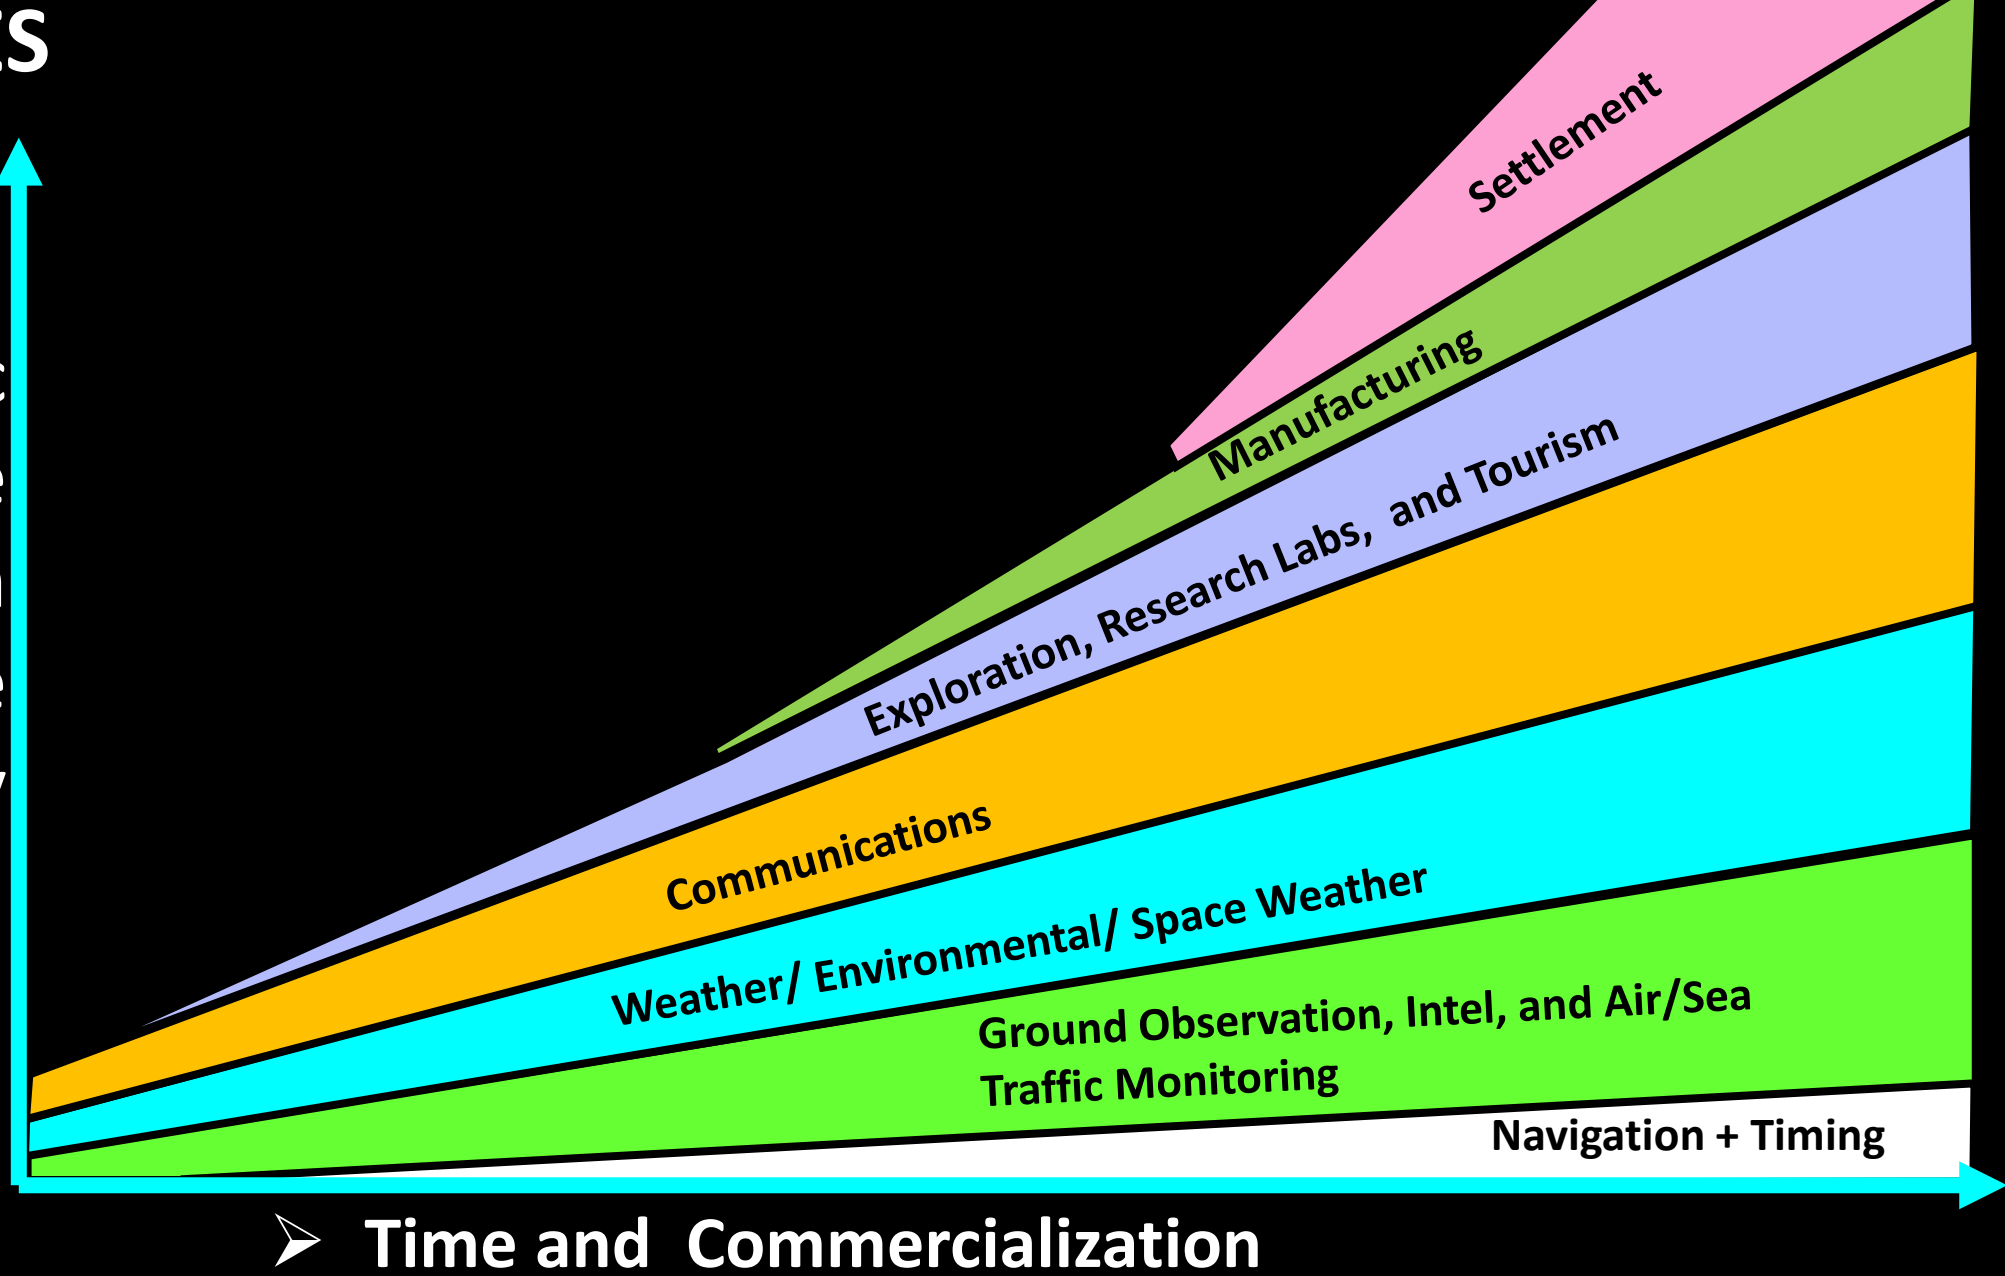 Settlement
Manufacturing
Exploration, Research Labs, and Tourism
Communications
Weather/ Environmental/ Space Weather
Ground Observation, Intel, and Air/Sea
Traffic Monitoring
Navigation + Timing
Time and Commercialization